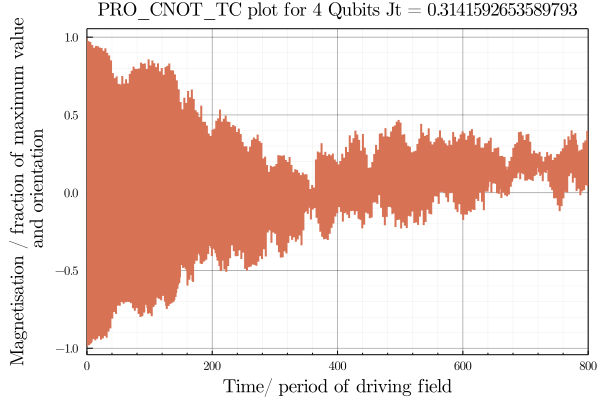 PRO_CNOT_TC plot for 4 Qubits Jt = 0.3141592653589793
Magnetisation / fraction of maximum value
and orientation
1.0
0.5
0.0
−0.5
−1.0
0 200 400 600 800
Time/ period of driving field